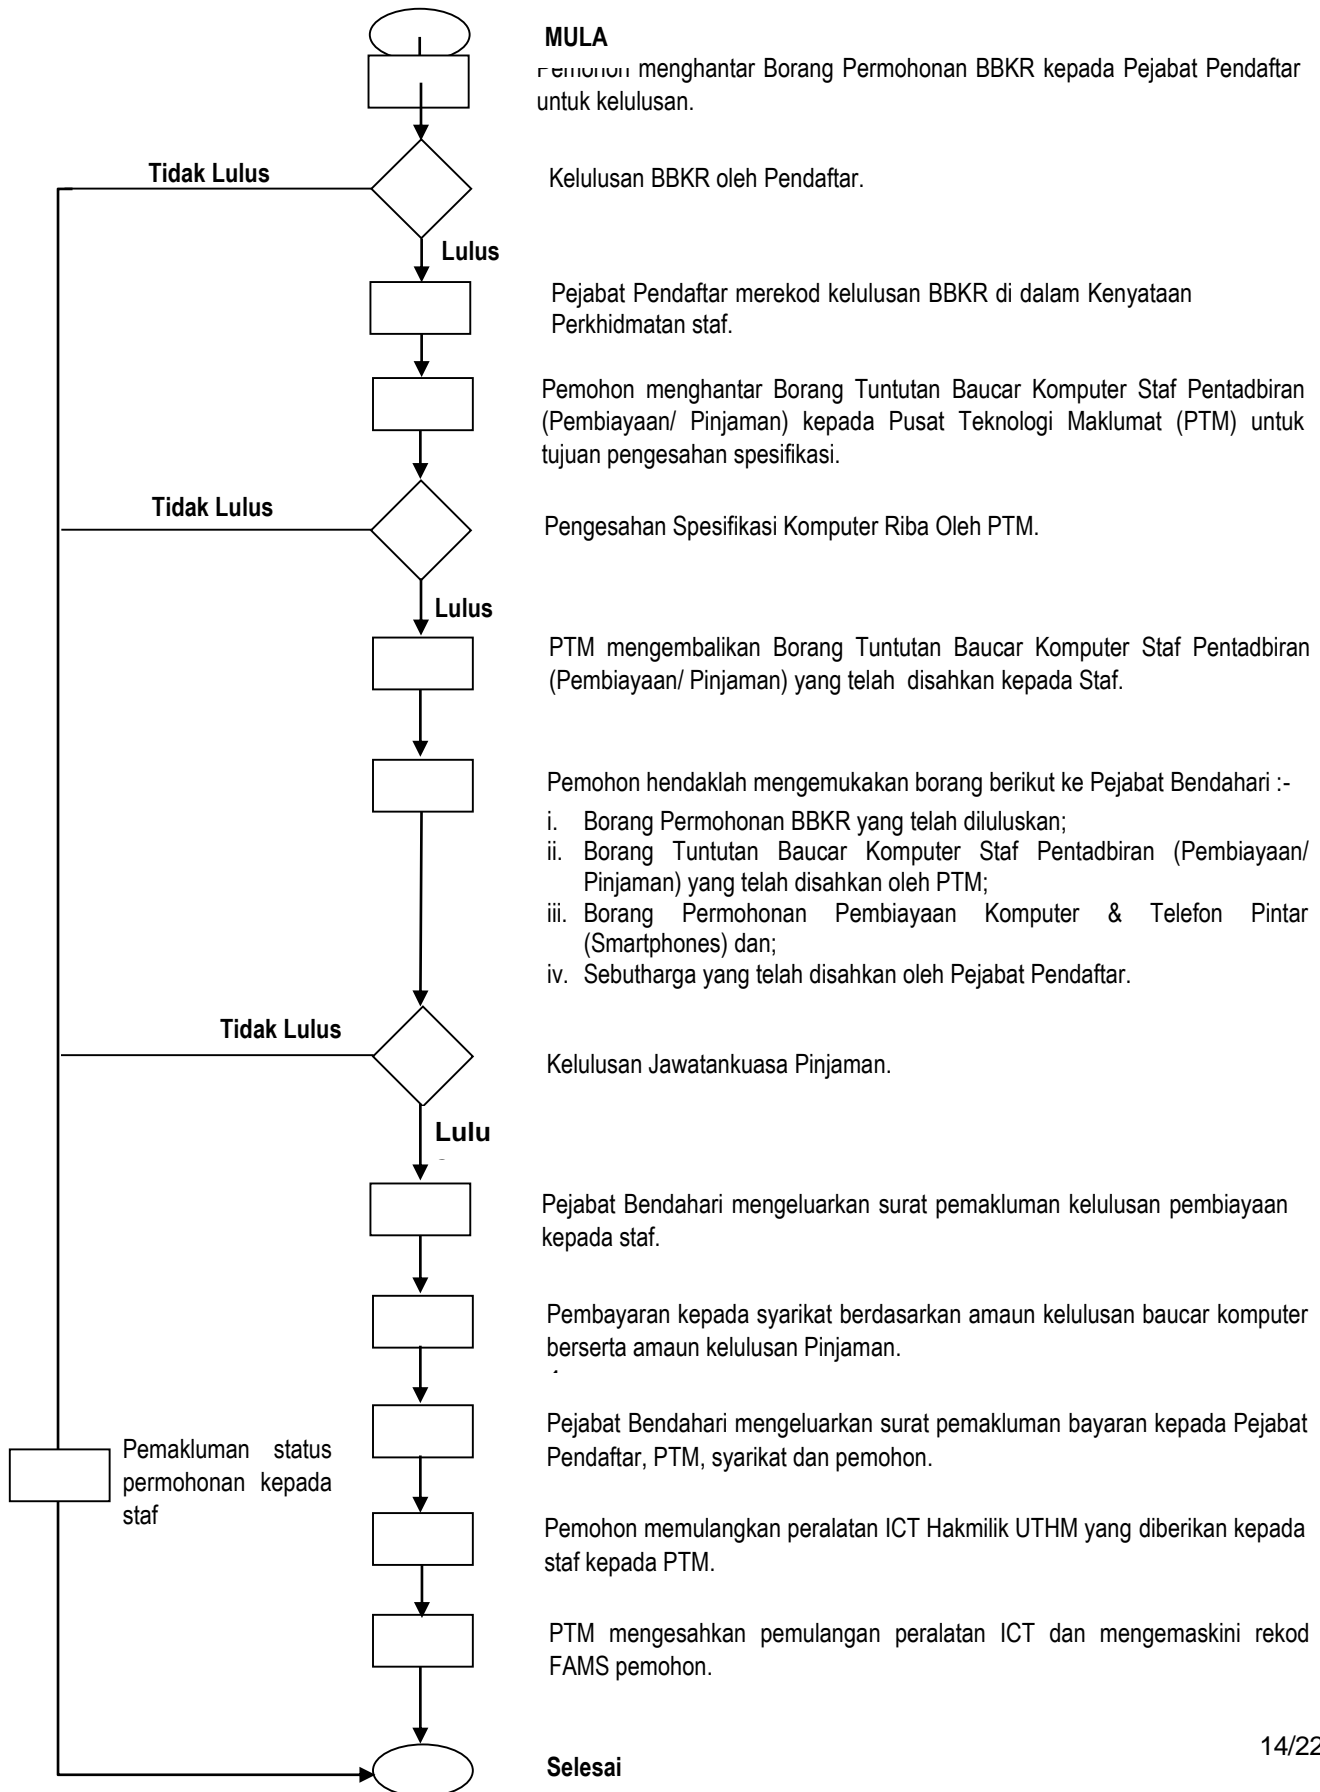 MULA
Pemohon menghantar Borang Permohonan BBKR kepada Pejabat Pendaftar
untuk kelulusan.
Tidak Lulus
Kelulusan BBKR oleh Pendaftar.
Lulus
Pejabat Pendaftar merekod kelulusan BBKR di dalam Kenyataan
Perkhidmatan staf.
Pemohon menghantar Borang Tuntutan Baucar Komputer Staf Pentadbiran
(Pembiayaan/ Pinjaman) kepada Pusat Teknologi Maklumat (PTM) untuk
tujuan pengesahan spesifikasi.
Tidak Lulus
Pengesahan Spesifikasi Komputer Riba Oleh PTM.
Lulus
PTM mengembalikan Borang Tuntutan Baucar Komputer Staf Pentadbiran
(Pembiayaan/ Pinjaman) yang telah disahkan kepada Staf.
Pemohon hendaklah mengemukakan borang berikut ke Pejabat Bendahari :-
i. Borang Permohonan BBKR yang telah diluluskan;
ii. Borang Tuntutan Baucar Komputer Staf Pentadbiran (Pembiayaan/
Pinjaman) yang telah disahkan oleh PTM;
iii. Borang Permohonan Pembiayaan Komputer & Telefon Pintar
(Smartphones) dan;
iv. Sebutharga yang telah disahkan oleh Pejabat Pendaftar.
Tidak Lulus
Kelulusan Jawatankuasa Pinjaman.
Lulu
Pejabat Bendahari mengeluarkan surat pemakluman kelulusan pembiayaan
kepada staf.
Pembayaran kepada syarikat berdasarkan amaun kelulusan baucar komputer
berserta amaun kelulusan Pinjaman.
Pejabat Bendahari mengeluarkan surat pemakluman bayaran kepada Pejabat
Pendaftar, PTM, syarikat dan pemohon.
Pemakluman status
permohonan kepada
staf
Pemohon memulangkan peralatan ICT Hakmilik UTHM yang diberikan kepada
staf kepada PTM.
PTM mengesahkan pemulangan peralatan ICT dan mengemaskini rekod
FAMS pemohon.
14/22
Selesai